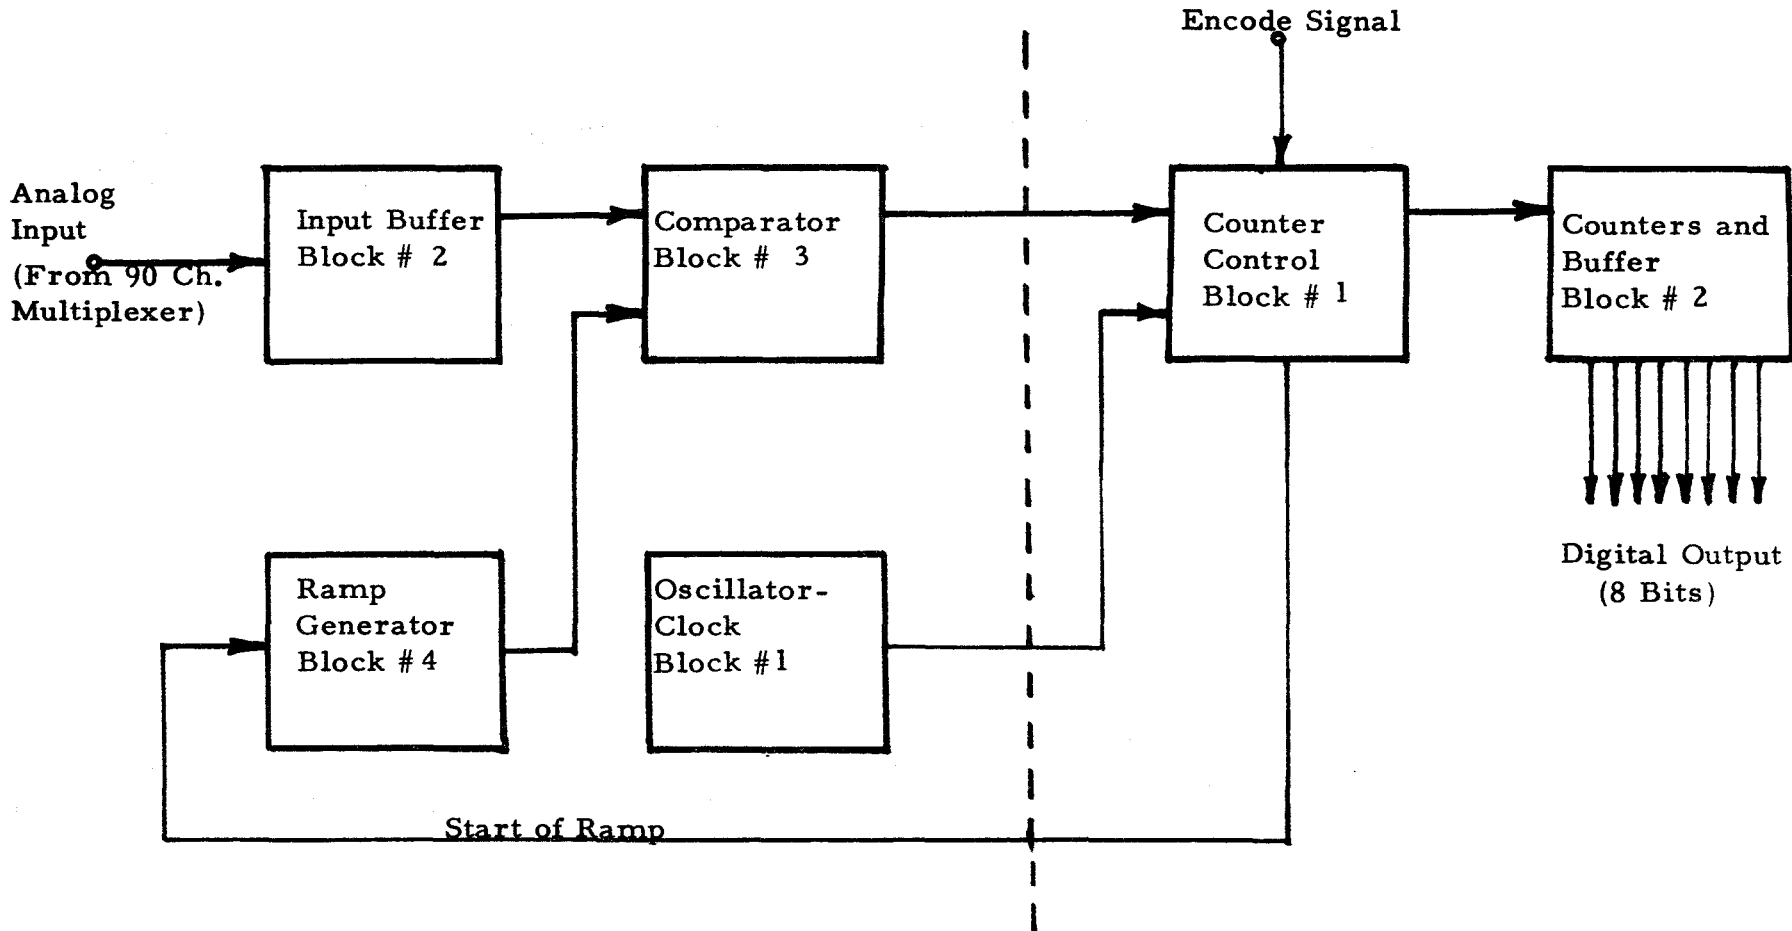 Encode Signal
Analog
Input
(From 90 Ch.
Multiplexer)
Input Buffer
Block # 2
Comparator
Block # 3
Counter
Control
Block # 1
Counters and
Buffer
Block # 2
Digital Output
(8 Bits)
Ramp
Generator
Block #4
Oscillator-
Clock
Block #1
Start of Ramp